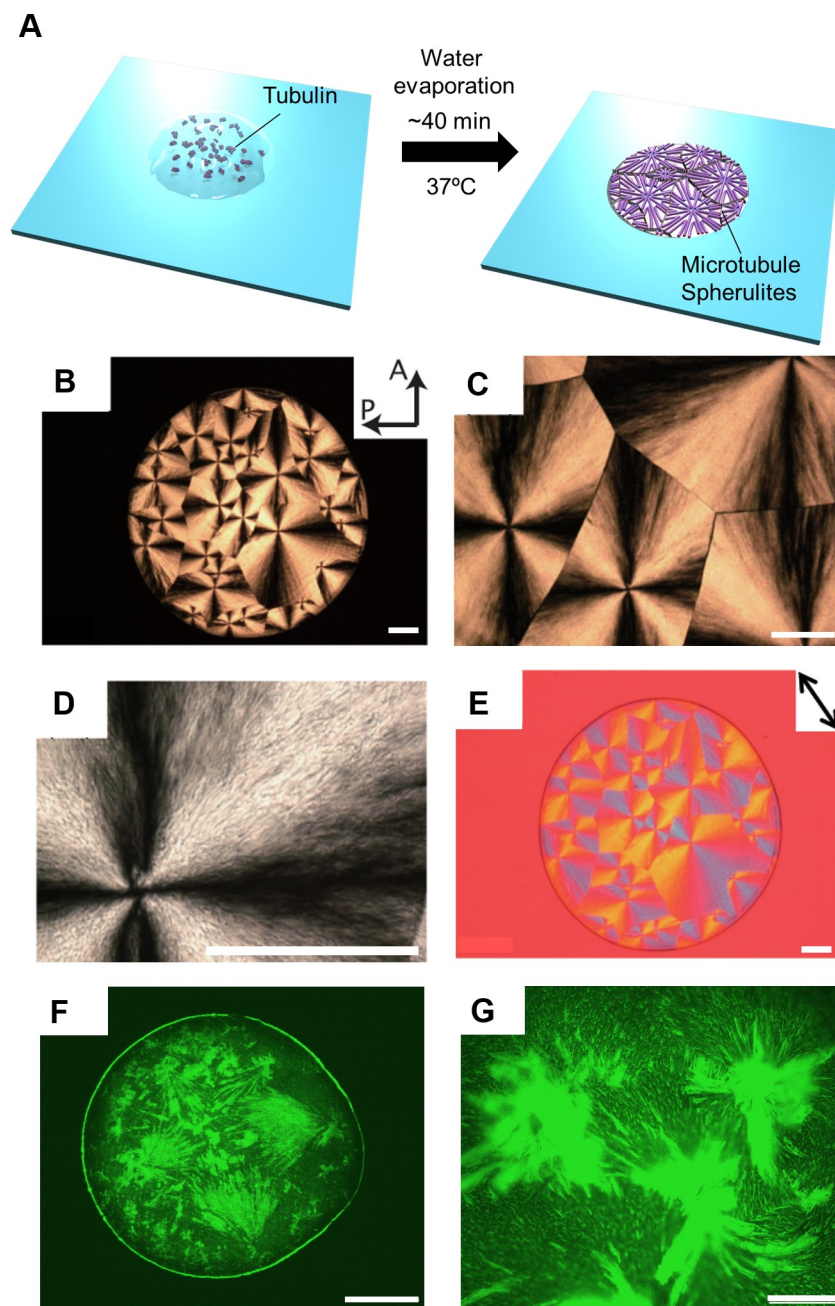 A
Tubulin
Water
evaporation
~40 min
37ºC
Microtubule
Spherulites
B
A
P
C
D
E
F
G